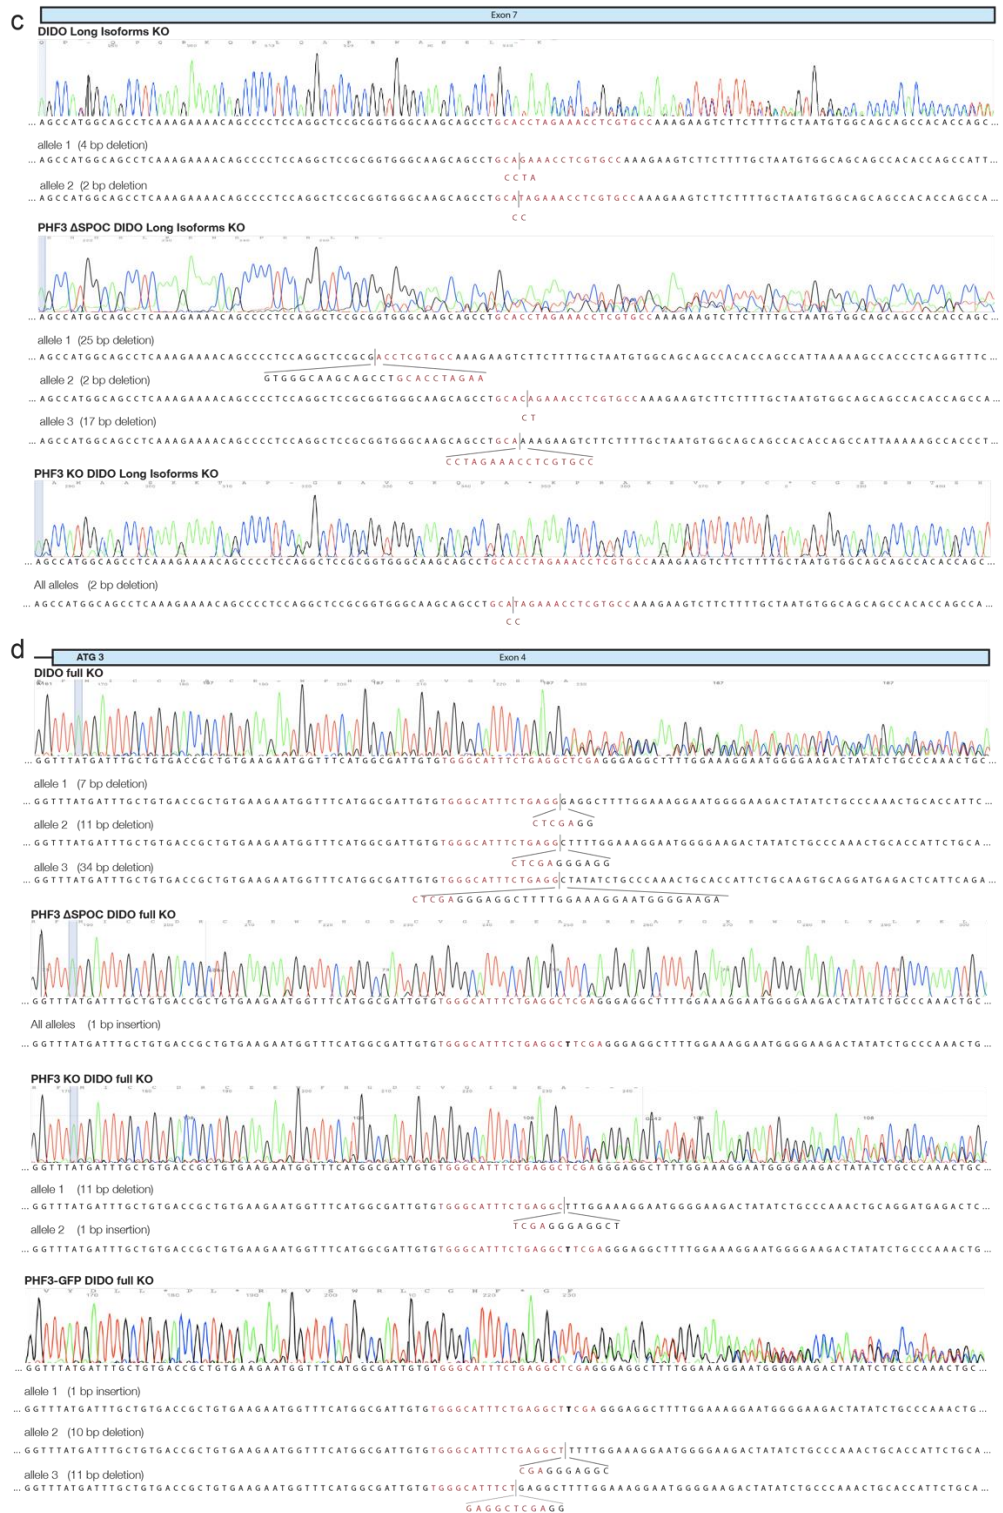 c
Exon 7
DIDO Long Isoforms KO
... AGCCATGGCAGCCTCAAAGAAAACAGCCCCTCCAGGCTCCGCGGTGGGCAAGCAGCCTGCACCTAGAAACCTCGTGCCAAAGAAGTCTTCTTTTGCTAATGTGGCAGCAGCCACACCAGC...
allele 1 (4 bp deletion)
... AGCCATGGCAGCCTCAAAGAAAACAGCCCCTCCAGGCTCCGCGGTGGGCAAGCAGCCTGCAGAAACCTCGTGCCAAAGAAGTCTTCTTTTGCTAATGTGGCAGCAGCCACACCAGCCATT...
CCTA
allele 2 (2 bp deletion
... AGCCATGGCAGCCTCAAAGAAAACAGCCCCTCCAGGCTCCGCGGTGGGCAAGCAGCCTGCATAGAAACCTCGTGCCAAAGAAGTCTTCTTTTGCTAATGTGGCAGCAGCCACACCAGCCA...
CC
PHF3 ΔSPOC DIDO Long Isoforms KO
... AGCCATGGCAGCCTCAAAGAAAACAGCCCCTCCAGGCTCCGCGGTGGGCAAGCAGCCTGCACCTAGAAACCTCGTGCCAAAGAAGTCTTCTTTTGCTAATGTGGCAGCAGCCACACCAGC...
allele 1 (25 bp deletion)
... AGCCATGGCAGCCTCAAAGAAAACAGCCCCTCCAGGCTCCGCGACCTCGTGCCAAAGAAGTCTTCTTTTGCTAATGTGGCAGCAGCCACACCAGCCATTAAAAAGCCACCCTCAGGTTTC...
GTGGGCAAGCAGCCTGCACCTAGAA
allele 2 (2 bp deletion)
... AGCCATGGCAGCCTCAAAGAAAACAGCCCCTCCAGGCTCCGCGGTGGGCAAGCAGCCTGCACAGAAACCTCGTGCCAAAGAAGTCTTCTTTTGCTAATGTGGCAGCAGCCACACCAGCCA...
CT
allele 3 (17 bp deletion)
... AGCCATGGCAGCCTCAAAGAAAACAGCCCCTCCAGGCTCCGCGGTGGGCAAGCAGCCTGCAAAAGAAGTCTTCTTTTGCTAATGTGGCAGCAGCCACACCAGCCATTAAAAAGCCACCCT...
CCTAGAAACCTCGTGCC
PHF3 KO DIDO Long Isoforms KO
... AGCCATGGCAGCCTCAAAGAAAACAGCCCCTCCAGGCTCCGCGGTGGGCAAGCAGCCTGCACCTAGAAACCTCGTGCCAAAGAAGTCTTCTTTTGCTAATGTGGCAGCAGCCACACCAGC...
All alleles (2 bp deletion)
... AGCCATGGCAGCCTCAAAGAAAACAGCCCCTCCAGGCTCCGCGGTGGGCAAGCAGCCTGCATAGAAACCTCGTGCCAAAGAAGTCTTCTTTTGCTAATGTGGCAGCAGCCACACCAGCCA...
CC
d
ATG 3 Exon 4
DIDO full KO
... GGTTTATGATTTGCTGTGACCGCTGTGAAGAATGGTTTCATGGCGATTGTGTGGGCATTTCTGAGGCTCGAGGGAGGCTTTTGGAAAGGAATGGGGAAGACTATATCTGCCCAAACTGC...
allele 1 (7 bp deletion)
... GGTTTATGATTTGCTGTGACCGCTGTGAAGAATGGTTTCATGGCGATTGTGTGGGCATTTCTGAGGGAGGCTTTTGGAAAGGAATGGGGAAGACTATATCTGCCCAAACTGCACCATTC...
CTCGAGG
allele 2 (11 bp deletion)
... GGTTTATGATTTGCTGTGACCGCTGTGAAGAATGGTTTCATGGCGATTGTGTGGGCATTTCTGAGGCTTTTGGAAAGGAATGGGGAAGACTATATCTGCCCAAACTGCACCATTCTGCA...
CTCGAGGGAGG
allele 3 (34 bp deletion)
... GGTTTATGATTTGCTGTGACCGCTGTGAAGAATGGTTTCATGGCGATTGTGTGGGCATTTCTGAGGCTATATCTGCCCAAACTGCACCATTCTGCAAGTGCAGGATGAGACTCATTCAGA...
CTCGAGGGAGGCTTTTGGAAAGGAATGGGGAAGA
PHF3 ΔSPOC DIDO full KO
... GGTTTATGATTTGCTGTGACCGCTGTGAAGAATGGTTTCATGGCGATTGTGTGGGCATTTCTGAGGCTCGAGGGAGGCTTTTGGAAAGGAATGGGGAAGACTATATCTGCCCAAACTGC...
All alleles (1 bp insertion)
... GGTTTATGATTTGCTGTGACCGCTGTGAAGAATGGTTTCATGGCGATTGTGTGGGCATTTCTGAGGCTTCGAGGGAGGCTTTTGGAAAGGAATGGGGAAGACTATATCTGCCCAAACTG...
PHF3 KO DIDO full KO
... GGTTTATGATTTGCTGTGACCGCTGTGAAGAATGGTTTCATGGCGATTGTGTGGGCATTTCTGAGGCTCGAGGGAGGCTTTTGGAAAGGAATGGGGAAGACTATATCTGCCCAAACTGC...
allele 1 (11 bp deletion)
... GGTTTATGATTTGCTGTGACCGCTGTGAAGAATGGTTTCATGGCGATTGTGTGGGCATTTCTGAGGCTTTGGAAAGGAATGGGGAAGACTATATCTGCCCAAACTGCAGGATGAGACTC...
TCGAGGGAGGCT
allele 2 (1 bp insertion)
... GGTTTATGATTTGCTGTGACCGCTGTGAAGAATGGTTTCATGGCGATTGTGTGGGCATTTCTGAGGCTTCGAGGGAGGCTTTTGGAAAGGAATGGGGAAGACTATATCTGCCCAAACTG...
PHF3-GFP DIDO full KO
... GGTTTATGATTTGCTGTGACCGCTGTGAAGAATGGTTTCATGGCGATTGTGTGGGCATTTCTGAGGCTCGAGGGAGGCTTTTGGAAAGGAATGGGGAAGACTATATCTGCCCAAACTGC...
allele 1 (1 bp insertion)
... GGTTTATGATTTGCTGTGACCGCTGTGAAGAATGGTTTCATGGCGATTGTGTGGGCATTTCTGAGGCTTCGAGGGAGGCTTTTGGAAAGGAATGGGGAAGACTATATCTGCCCAAACTG...
allele 2 (10 bp deletion)
... GGTTTATGATTTGCTGTGACCGCTGTGAAGAATGGTTTCATGGCGATTGTGTGGGCATTTCTGAGGCTTTTTGGAAAGGAATGGGGAAGACTATATCTGCCCAAACTGCACCATTCTGCA...
CGAGGGAGGC
allele 3 (11 bp deletion)
... GGTTTATGATTTGCTGTGACCGCTGTGAAGAATGGTTTCATGGCGATTGTGTGGGCATTTCTGAGGCTTTTGGAAAGGAATGGGGAAGACTATATCTGCCCAAACTGCACCATTCTGCA...
GAGGCTCGAGG